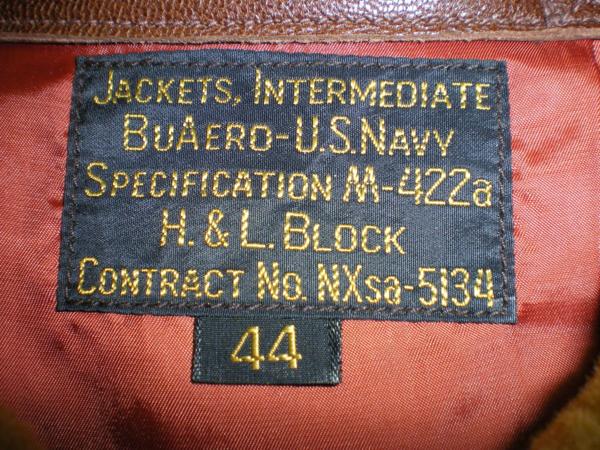 JACKETS, INTERMEDIATE
BUAERO-U.S.NAVY
SPECIFICATION M-422a
H. & L. BLOCK
CONTRACT NO. NXsa-5134
44